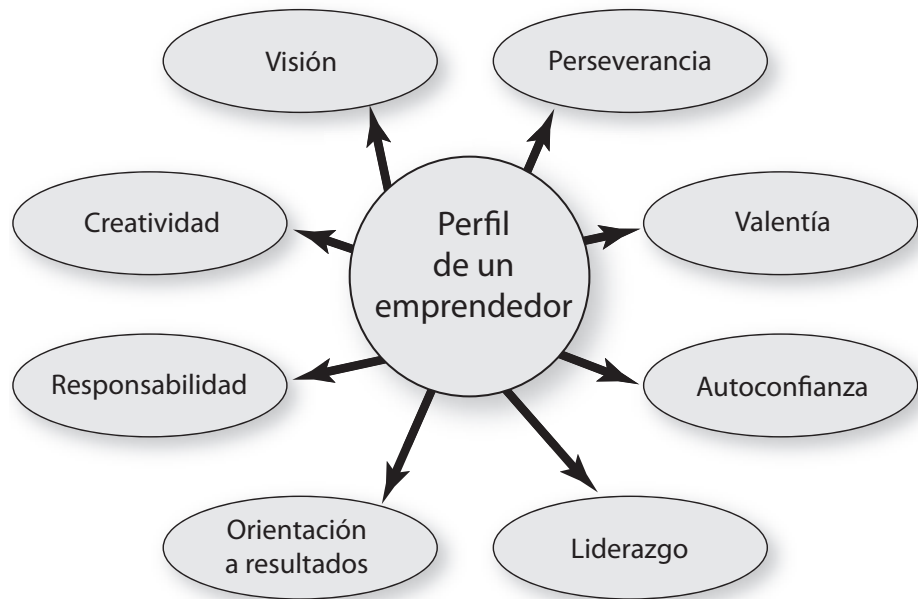 Visión
Perseverancia
Creatividad
Perfil
de un
emprendedor
Valentía
Responsabilidad
Autoconfianza
Orientación
a resultados
Liderazgo